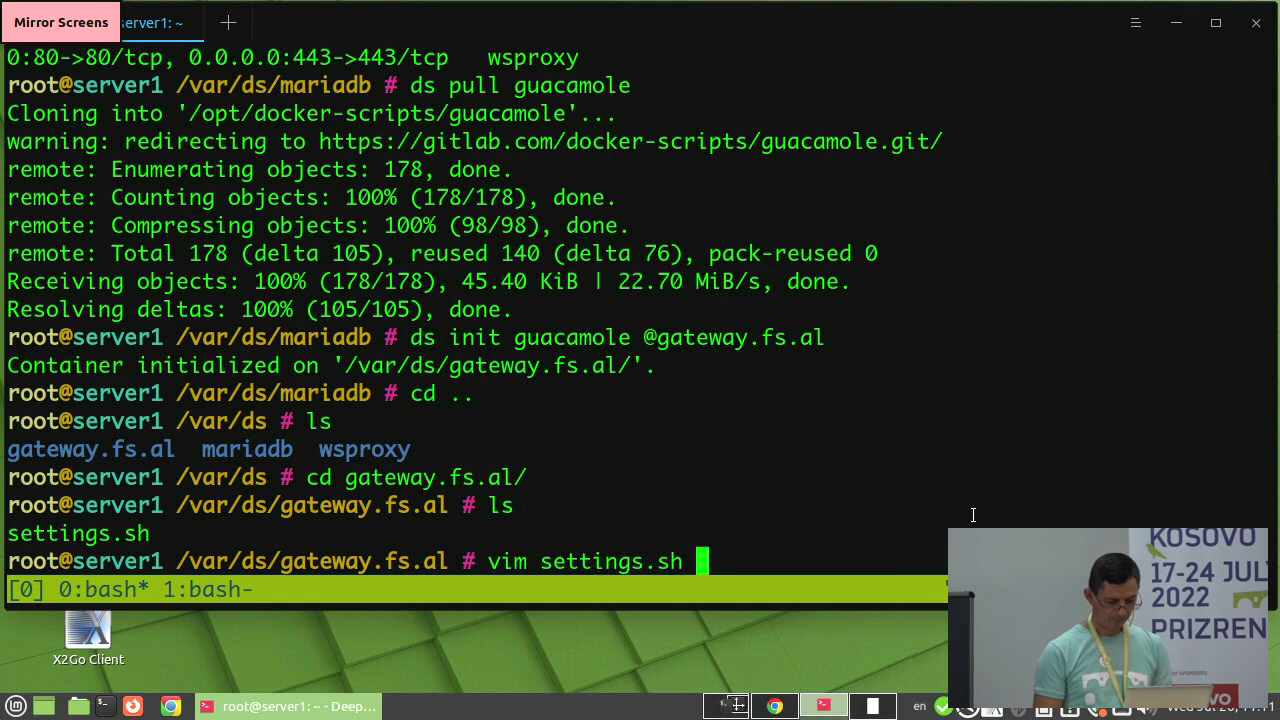 Mirror Screens
server1: ~
0:80->80/tcp, 0.0.0.0:443->443/tcp   wsproxy
root@server1 /var/ds/mariadb # ds pull guacamole
Cloning into '/opt/docker-scripts/guacamole'...
warning: redirecting to https://gitlab.com/docker-scripts/guacamole.git/
remote: Enumerating objects: 178, done.
remote: Counting objects: 100% (178/178), done.
remote: Compressing objects: 100% (98/98), done.
remote: Total 178 (delta 105), reused 140 (delta 76), pack-reused 0
Receiving objects: 100% (178/178), 45.40 KiB | 22.70 MiB/s, done.
Resolving deltas: 100% (105/105), done.
root@server1 /var/ds/mariadb # ds init guacamole @gateway.fs.al
Container initialized on '/var/ds/gateway.fs.al/'.
root@server1 /var/ds/mariadb # cd ..
root@server1 /var/ds # ls
gateway.fs.al  mariadb  wsproxy
root@server1 /var/ds # cd gateway.fs.al/
root@server1 /var/ds/gateway.fs.al # ls
settings.sh
root@server1 /var/ds/gateway.fs.al # vim settings.sh
[0] 0:bash* 1:bash-
KOSOVO
17-24 JUL
2022
PRIZREN
X2Go Client
root@server1: ~ - Deep...
en